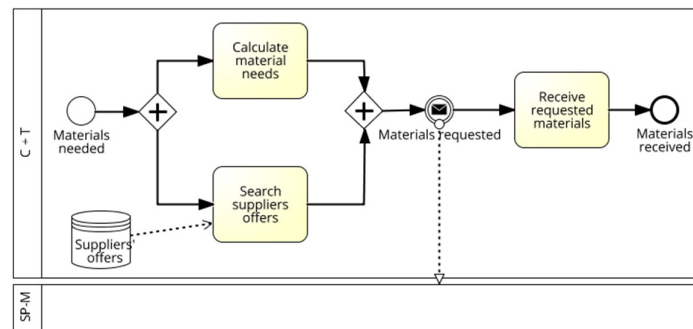 C + T
Materials
needed
Calculate
material
needs
Search
suppliers
offers
Suppliers'
offers
Materials requested
Receive
requested
materials
Materials
received
SP-M